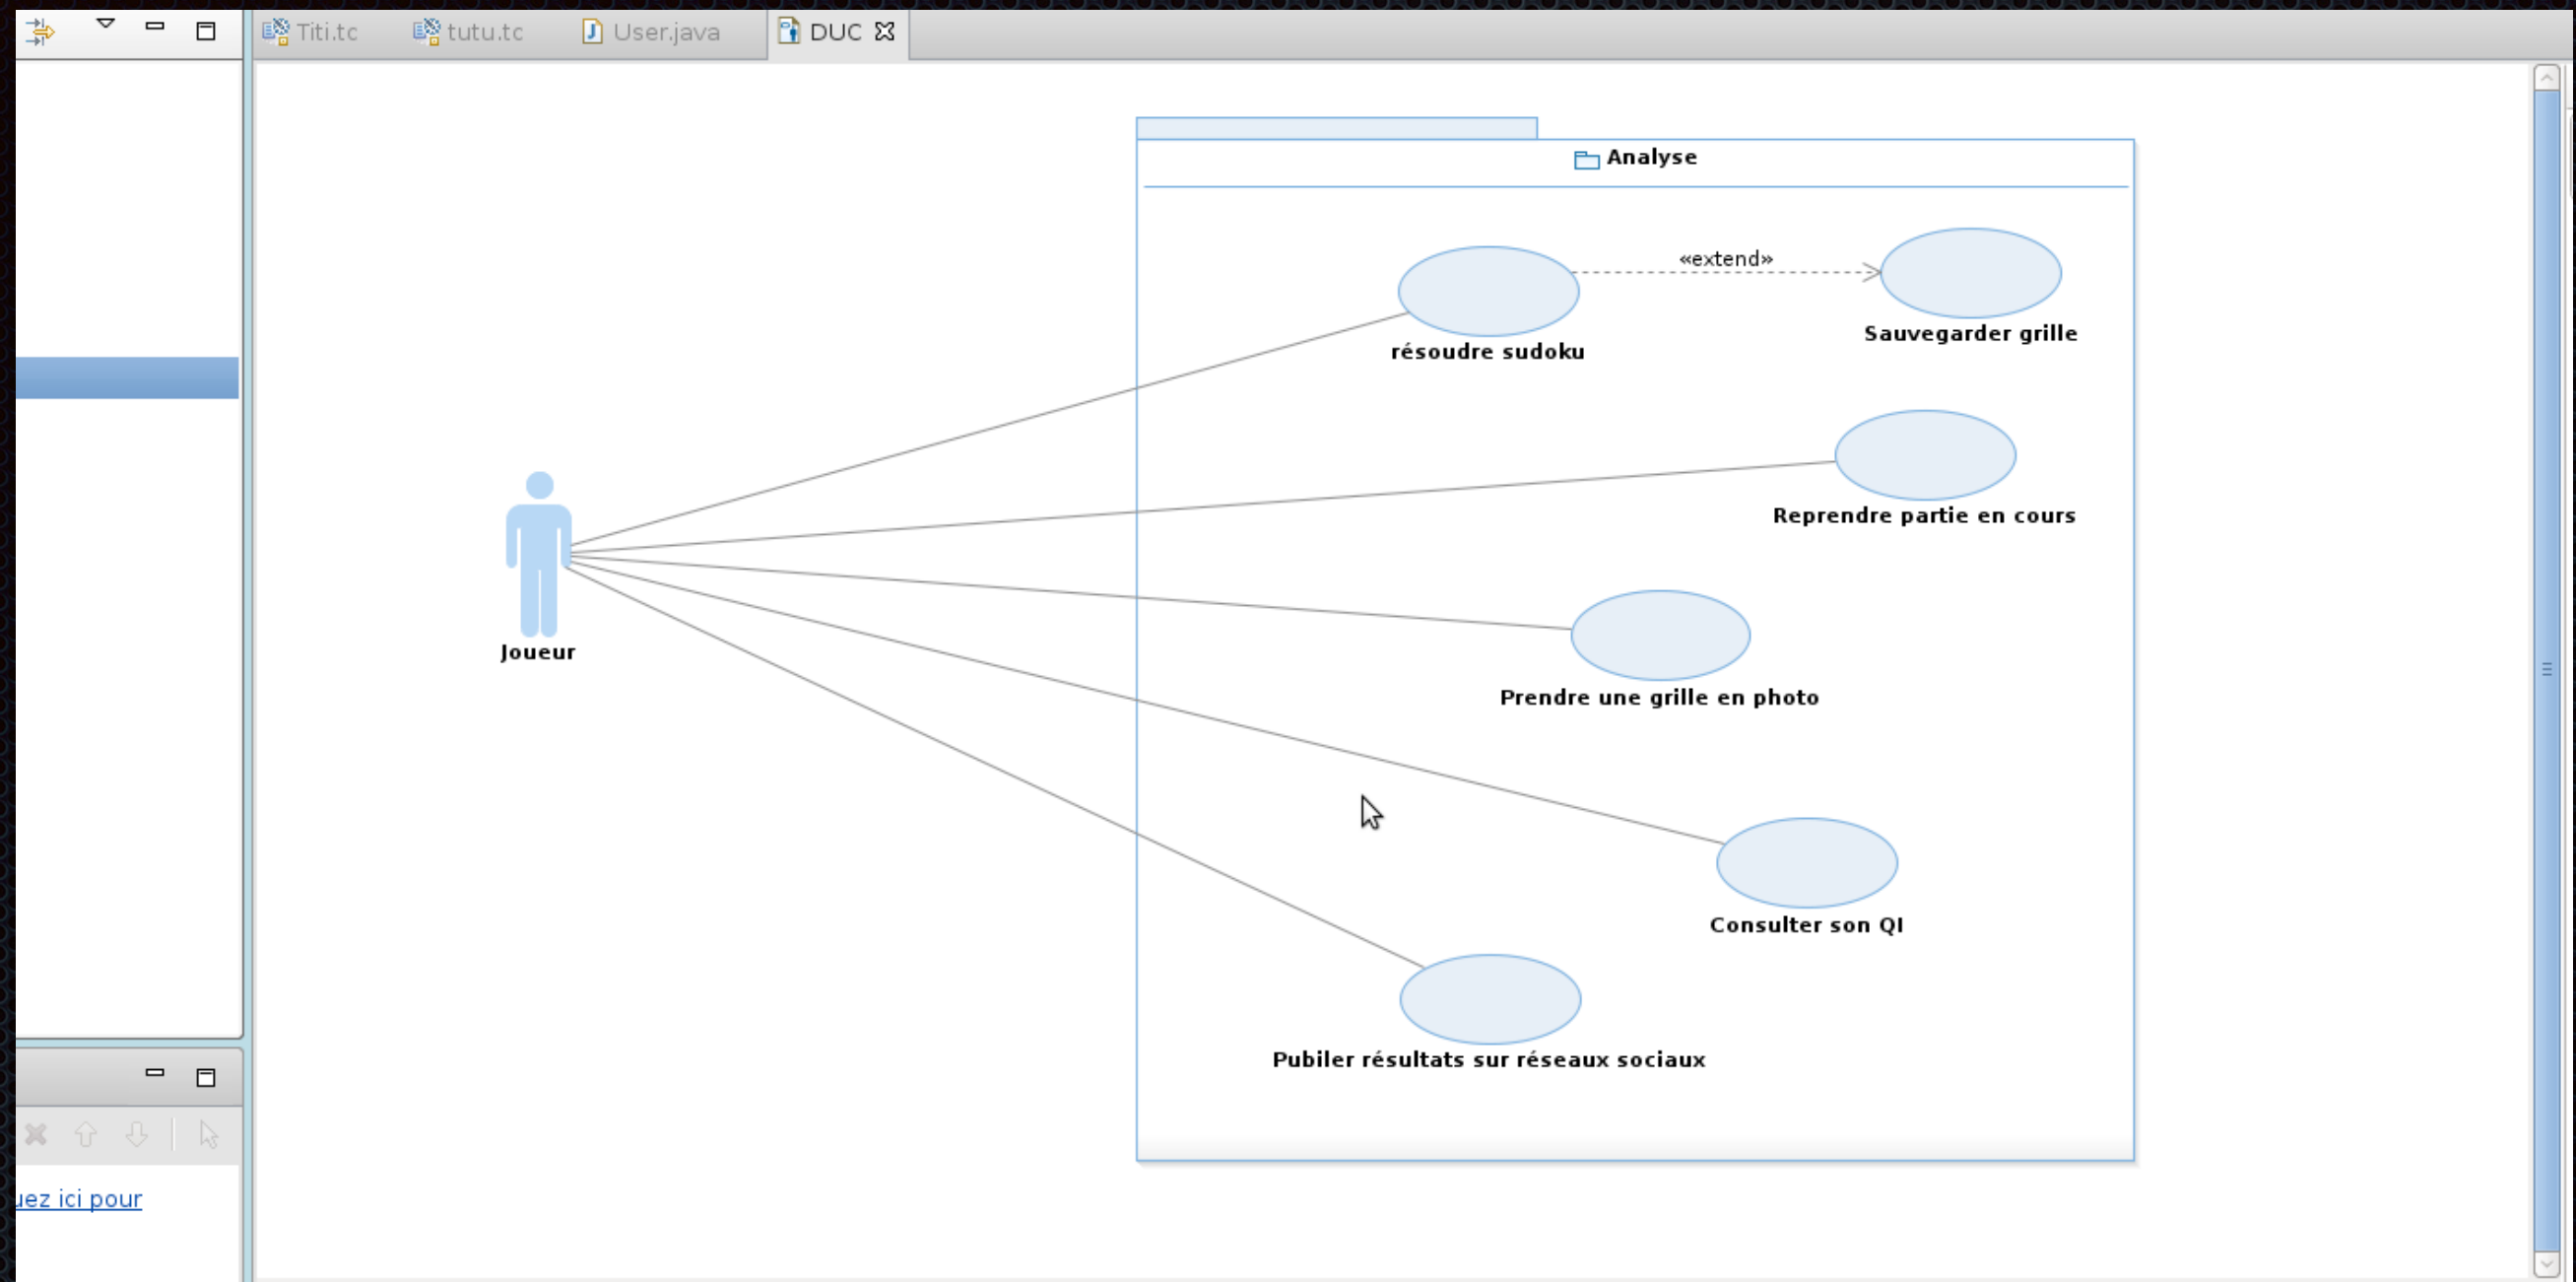 Titi.tc
tutu.tc
User.java
DUC
Analyse
«extend»
Sauvegarder grille
résoudre sudoku
Reprendre partie en cours
Joueur
Prendre une grille en photo
Consulter son QI
Pubiler résultats sur réseaux sociaux
uez ici pour